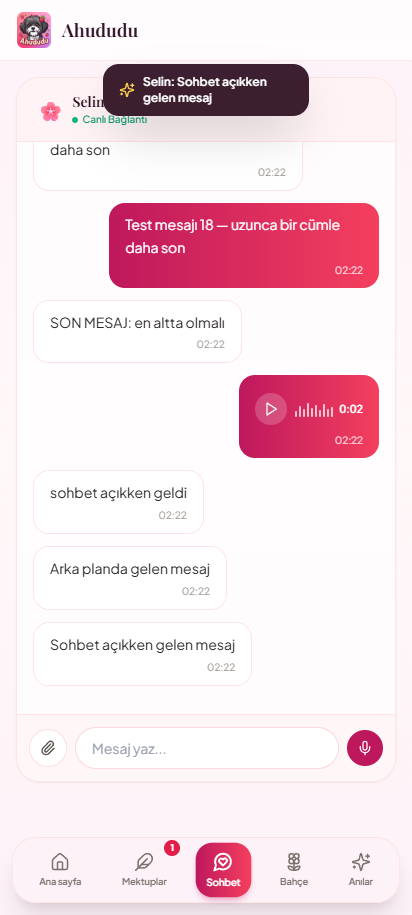 Ahududu
Ahududu
Selin: Sohbet açıkken
gelen mesaj
Selin
Canlı Bağlantı
daha son
02:22
Test mesajı 18 — uzunca bir cümle
daha son
02:22
SON MESAJ: en altta olmalı
02:22
0:02
02:22
sohbet açıkken geldi
02:22
Arka planda gelen mesaj
02:22
Sohbet açıkken gelen mesaj
02:22
Mesaj yaz...
1
Ana sayfa
Mektuplar
Sohbet
Bahçe
Anılar